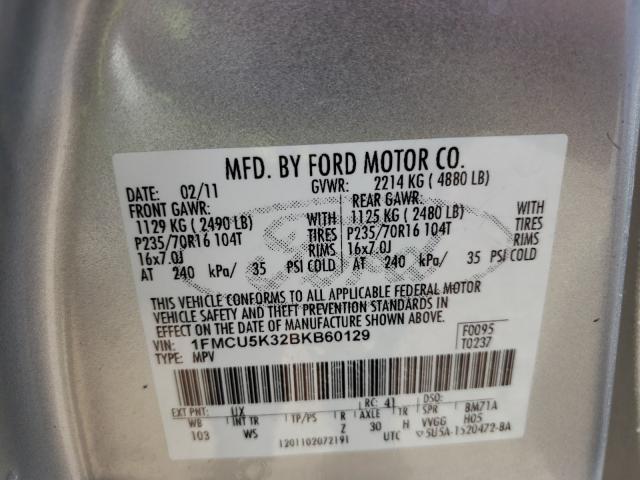 MFD. BY FORD MOTOR CO.
DATE: 02/11 GVWR: 2214 KG ( 4880 LB)
FRONT GAWR: REAR GAWR:
1129 KG ( 2490 LB) WITH 1125 KG ( 2480 LB) WITH
P235/70R16 104T TIRES P235/70R16 104T TIRES
16x7.0J RIMS 16x7.0J RIMS
AT 240 kPa/ 35 PSI COLD AT 240 kPa/ 35 PSI COLD
Ford
THIS VEHICLE CONFORMS TO ALL APPLICABLE FEDERAL MOTOR
VEHICLE SAFETY AND THEFT PREVENTION STANDARDS IN
EFFECT ON THE DATE OF MANUFACTURE SHOWN ABOVE.
VIN: 1FMCU5K32BKB60129 F0095
TYPE: MPV T0237
EXT PNT: UX RC: 41 DSO:
WB INT TR TP/PS R AXLE TR SPR BM71A
103 WS Z 30 H VVGG H05
1201102072191 UTC ▽5U5A-1520472-BA